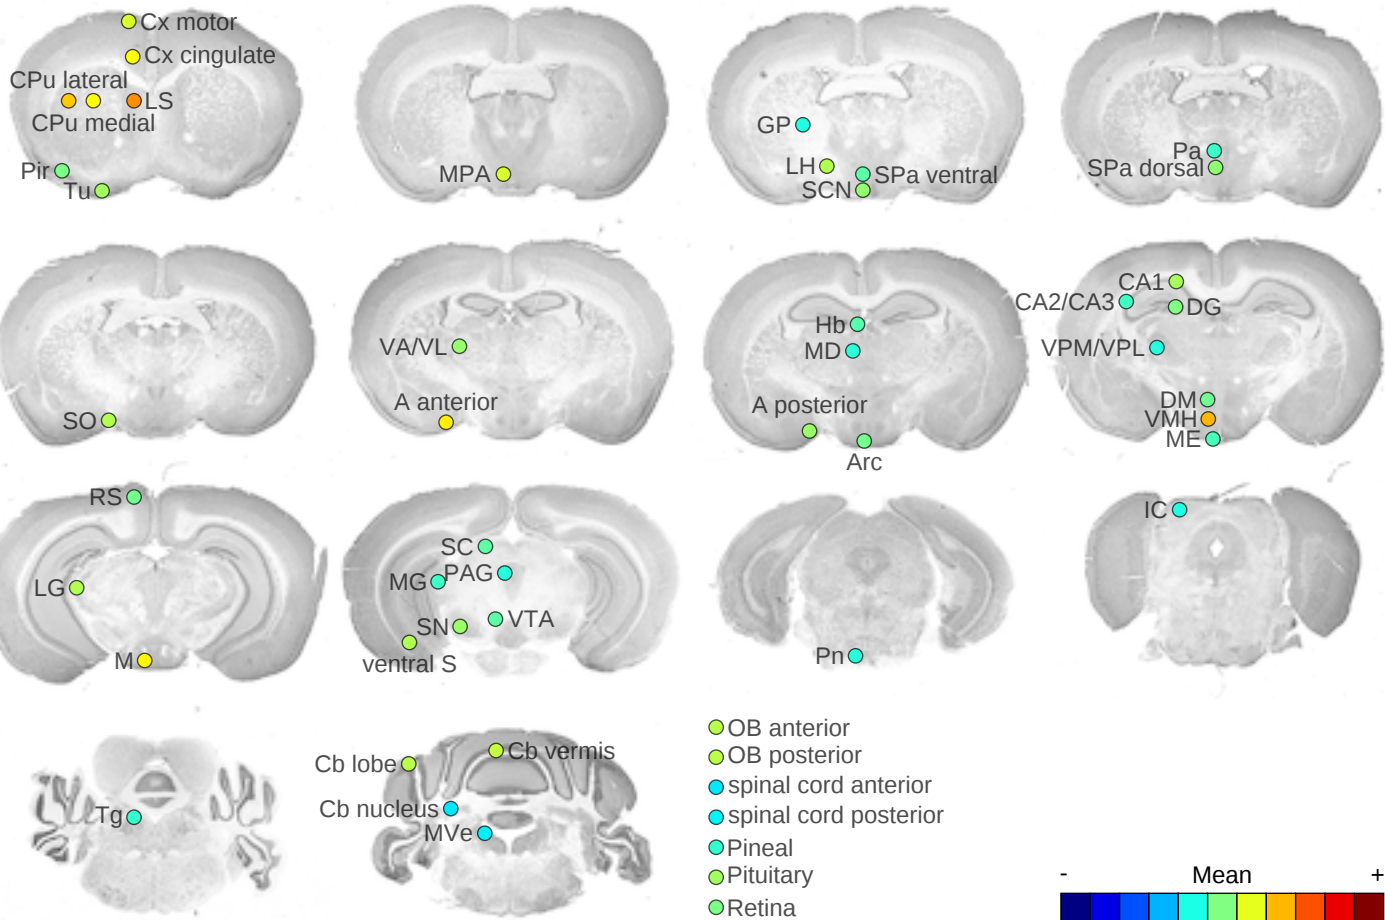 Cx motor
Cx cingulate
CPu lateral
LS
CPu medial
Pir
Tu
MPA
GP
LH
SPa ventral
SCN
Pa
SPa dorsal
SO
VA/VL
A anterior
Hb
MD
A posterior
Arc
CA1
CA2/CA3
DG
VPM/VPL
DM
VMH
ME
RS
LG
M
SC
MG
PAG
SN
VTA
ventral S
Pn
IC
Tg
Cb lobe
Cb vermis
Cb nucleus
MVe
OB anterior
OB posterior
spinal cord anterior
spinal cord posterior
Pineal
Pituitary
Retina
- Mean +